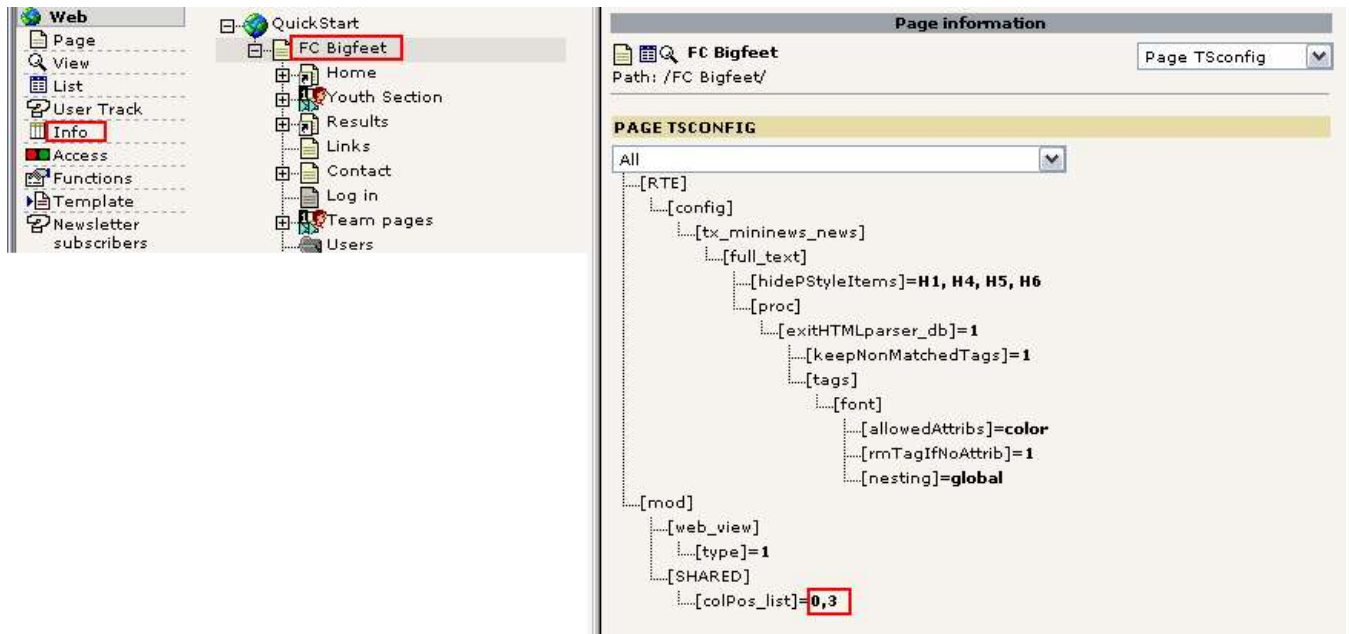 Web
Page
View
List
User Track
Info
Access
Functions
Template
Newsletter
subscribers
QuickStart
FC Bigfeet
Home
Youth Section
Results
Links
Contact
Log in
Team pages
Users
Page information
FC Bigfeet
Page TSconfig
Path: /FC Bigfeet/
PAGE TSCONFIG
All
[RTE]
[config]
[tx_mininews_news]
[full_text]
[hidePStyleItems]=H1, H4, H5, H6
[proc]
[exitHTMLparser_db]=1
[keepNonMatchedTags]=1
[tags]
[font]
[allowedAttribs]=color
[rmTagIfNoAttrib]=1
[nesting]=global
[mod]
[web_view]
[type]=1
[SHARED]
[colPos_list]=0,3